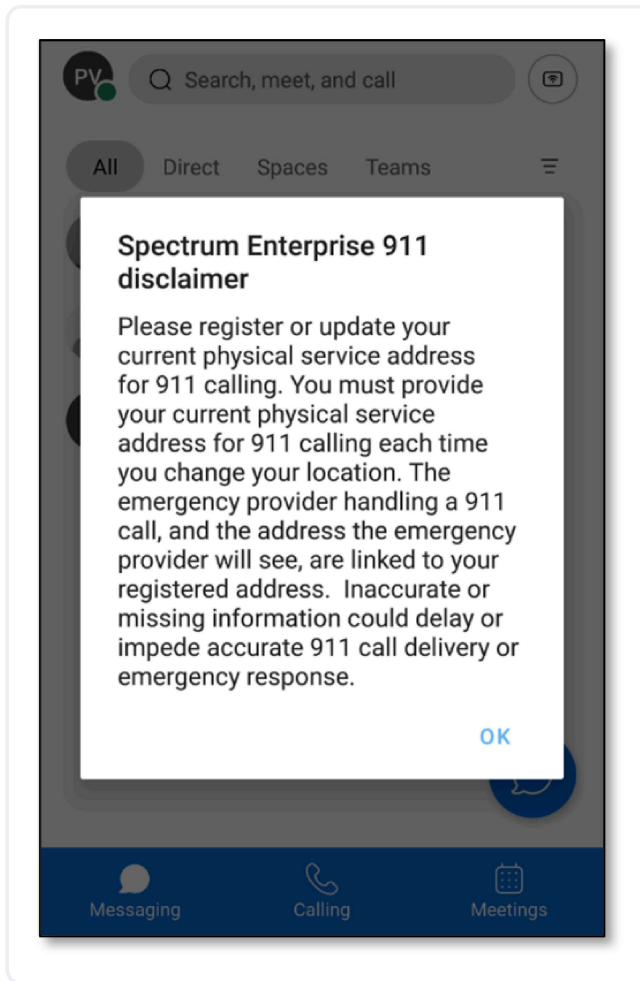 PV
Search, meet, and call
All Direct Spaces Teams
Spectrum Enterprise 911
disclaimer
Please register or update your
current physical service address
for 911 calling. You must provide
your current physical service
address for 911 calling each time
you change your location. The
emergency provider handling a 911
call, and the address the emergency
provider will see, are linked to your
registered address.  Inaccurate or
missing information could delay or
impede accurate 911 call delivery or
emergency response.
OK
Messaging Calling Meetings